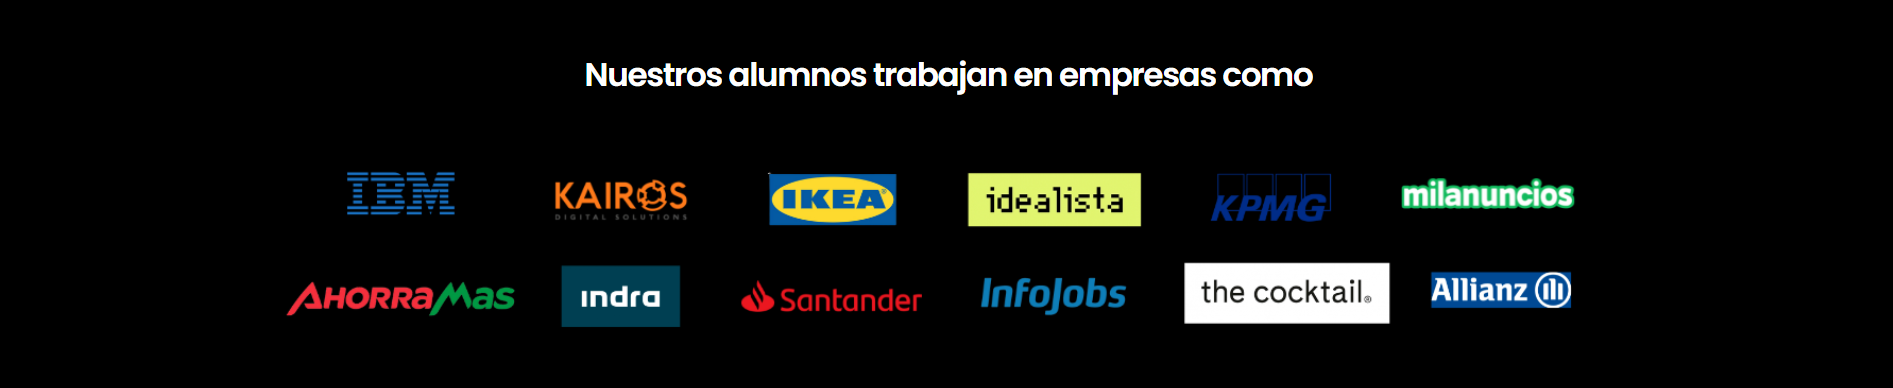 Nuestros alumnos trabajan en empresas como
IBM KAIROS IKEA® idealista KPMG milanuncios
DIGITAL SOLUTIONS
AHORRAMAS indra Santander InfoJobs the cocktail® Allianz